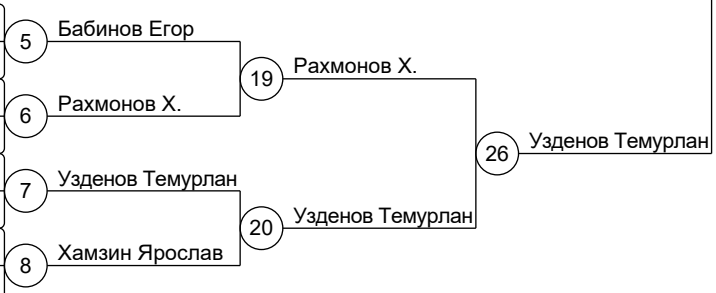 5
Бабинов Егор
19
Рахмонов Х.
6
Рахмонов Х.
26
Узденов Темурлан
7
Узденов Темурлан
20
Узденов Темурлан
8
Хамзин Ярослав